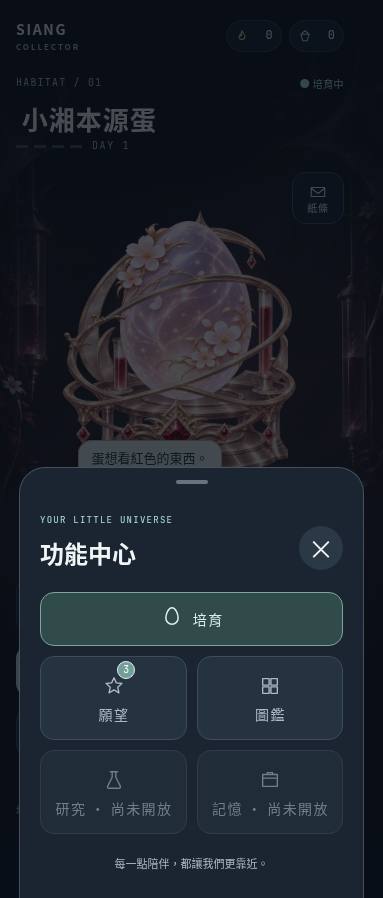 SIANG
COLLECTOR
0
0
HABITAT / 01
培育中
小湘本源蛋
DAY 1
紙條
蛋想看紅色的東西。
YOUR LITTLE UNIVERSE
功能中心
培育
3
願望
圖鑑
研究 · 尚未開放
記憶 · 尚未開放
每一點陪伴，都讓我們更靠近。